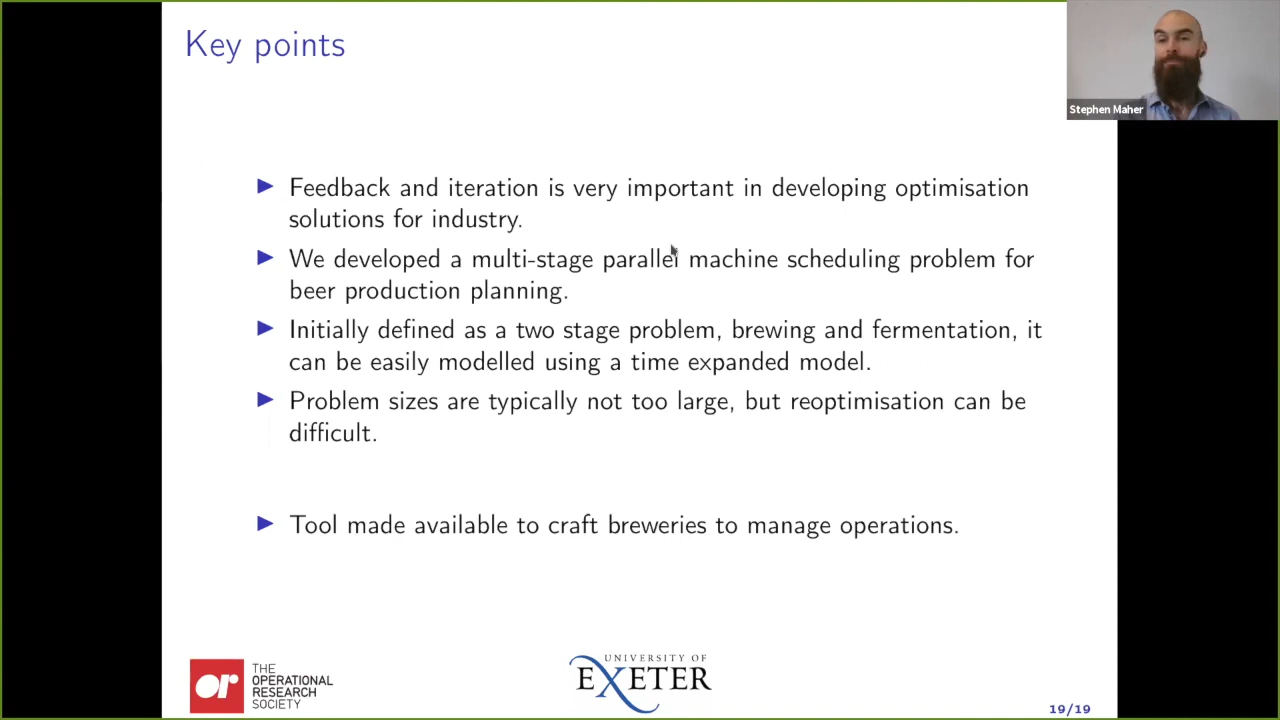 Key points
Stephen Maher
Feedback and iteration is very important in developing optimisation
solutions for industry.
We developed a multi-stage parallel machine scheduling problem for
beer production planning.
Initially defined as a two stage problem, brewing and fermentation, it
can be easily modelled using a time expanded model.
Problem sizes are typically not too large, but reoptimisation can be
difficult.
Tool made available to craft breweries to manage operations.
or
THE
OPERATIONAL
RESEARCH
SOCIETY
UNIVERSITY OF
EXETER
19/19